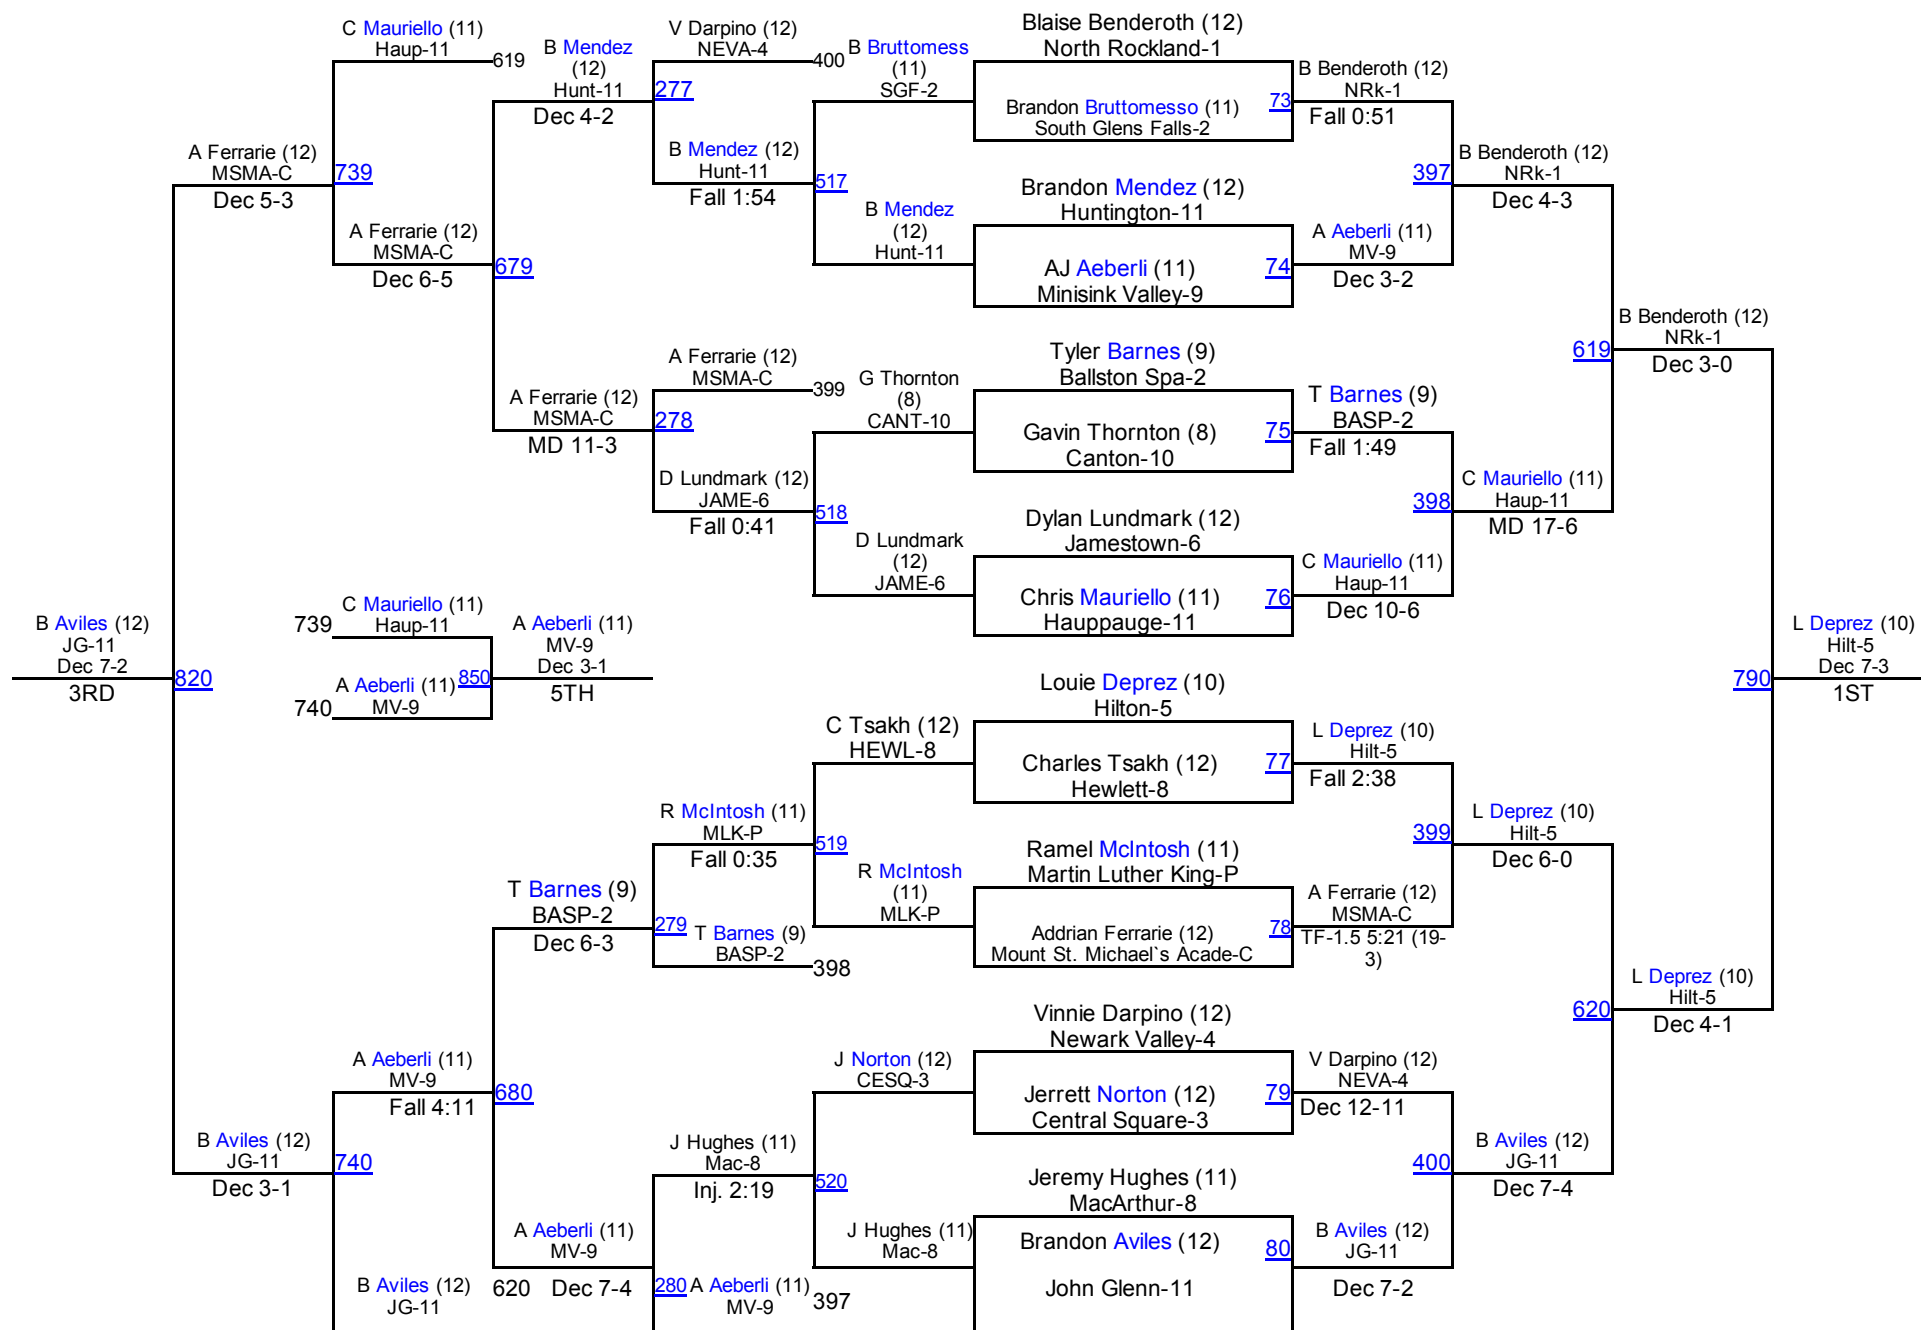 C Mauriello (11)
Haup-11
619
A Ferrarie (12)
MSMA-C
Dec 5-3
739
A Ferrarie (12)
MSMA-C
Dec 6-5
B Mendez
(12)
Hunt-11
Dec 4-2
679
A Ferrarie (12)
MSMA-C
MD 11-3
V Darpino (12)
NEVA-4
400
277
B Mendez (12)
Hunt-11
Fall 1:54
A Ferrarie (12)
MSMA-C
399
278
D Lundmark (12)
JAME-6
Fall 0:41
B Bruttomess
(11)
SGF-2
517
B Mendez
(12)
Hunt-11
G Thornton
(8)
CANT-10
518
D Lundmark
(12)
JAME-6
Blaise Benderoth (12)
North Rockland-1
Brandon Bruttomesso (11)
South Glens Falls-2
73
Brandon Mendez (12)
Huntington-11
AJ Aeberli (11)
Minisink Valley-9
74
Tyler Barnes (9)
Ballston Spa-2
Gavin Thornton (8)
Canton-10
75
Dylan Lundmark (12)
Jamestown-6
Chris Mauriello (11)
Hauppauge-11
76
B Benderoth (12)
NRk-1
Fall 0:51
397
A Aeberli (11)
MV-9
Dec 3-2
T Barnes (9)
BASP-2
Fall 1:49
398
C Mauriello (11)
Haup-11
Dec 10-6
B Benderoth (12)
NRk-1
Dec 4-3
619
C Mauriello (11)
Haup-11
MD 17-6
B Benderoth (12)
NRk-1
Dec 3-0
B Aviles (12)
JG-11
Dec 7-2
3RD
820
C Mauriello (11)
739
Haup-11
A Aeberli (11)
740
MV-9
850
A Aeberli (11)
MV-9
Dec 3-1
5TH
790
L Deprez (10)
Hilt-5
Dec 7-3
1ST
C Tsakh (12)
HEWL-8
R McIntosh (11)
MLK-P
Fall 0:35
519
R McIntosh
(11)
MLK-P
T Barnes (9)
BASP-2
Dec 6-3
279
T Barnes (9)
BASP-2
398
A Aeberli (11)
MV-9
Fall 4:11
680
B Aviles (12)
JG-11
Dec 3-1
740
J Norton (12)
CESQ-3
J Hughes (11)
Mac-8
Inj. 2:19
520
J Hughes (11)
Mac-8
A Aeberli (11)
MV-9
620
Dec 7-4
280
A Aeberli (11)
MV-9
397
B Aviles (12)
JG-11
Louie Deprez (10)
Hilton-5
Charles Tsakh (12)
Hewlett-8
77
Ramel McIntosh (11)
Martin Luther King-P
Addrian Ferrarie (12)
Mount St. Michael`s Acade-C
78
Vinnie Darpino (12)
Newark Valley-4
Jerrett Norton (12)
Central Square-3
79
Jeremy Hughes (11)
MacArthur-8
Brandon Aviles (12)
John Glenn-11
80
L Deprez (10)
Hilt-5
Fall 2:38
399
A Ferrarie (12)
MSMA-C
TF-1.5 5:21 (19-
3)
V Darpino (12)
NEVA-4
Dec 12-11
400
B Aviles (12)
JG-11
Dec 7-2
L Deprez (10)
Hilt-5
Dec 6-0
620
B Aviles (12)
JG-11
Dec 7-4
L Deprez (10)
Hilt-5
Dec 4-1